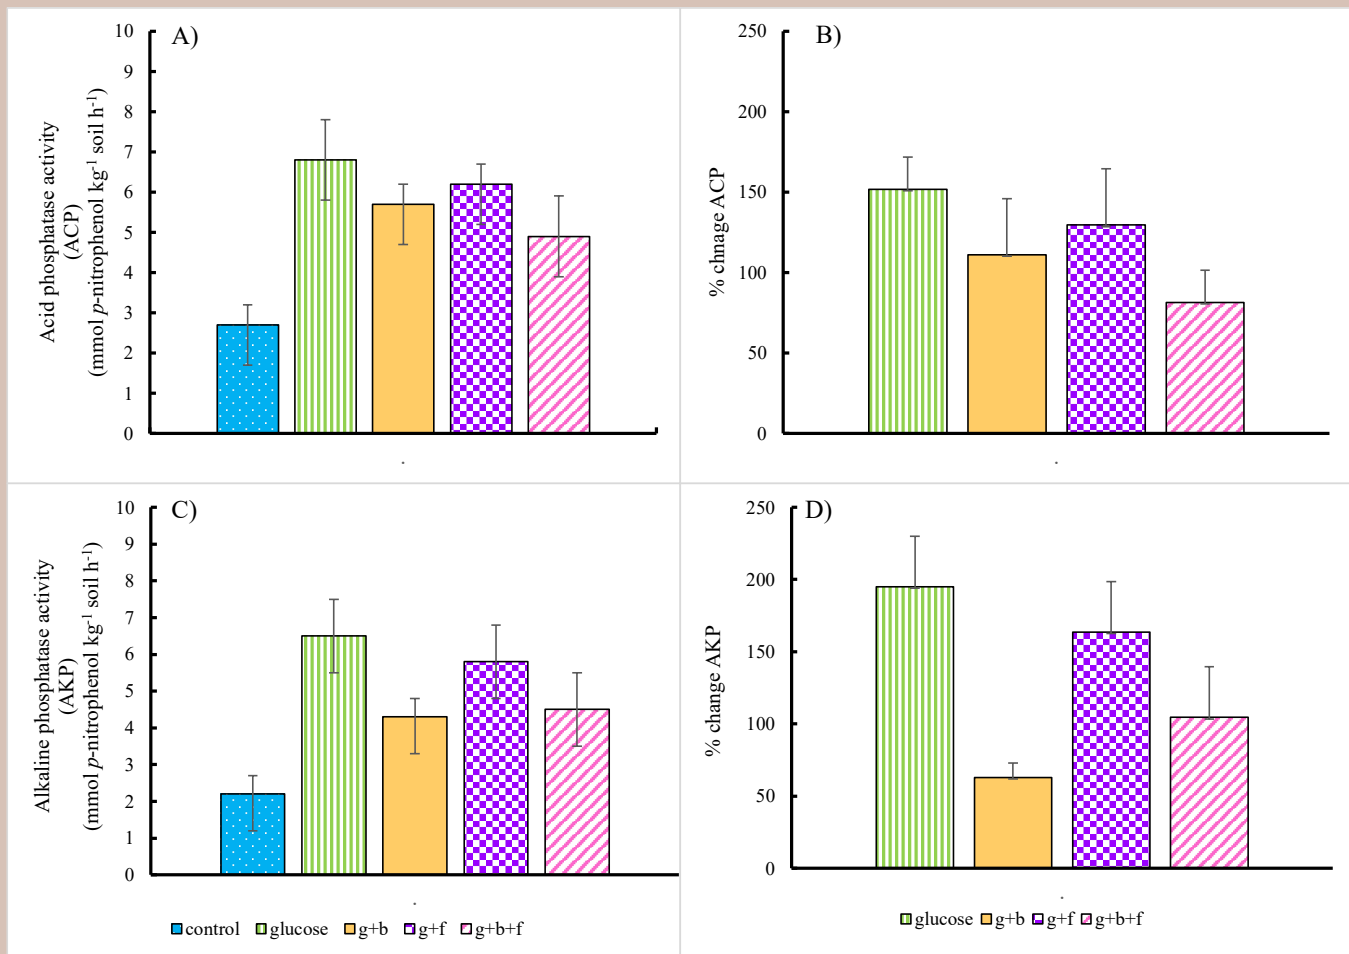 A)
10
9
8
7
6
5
4
3
2
1
0
Acid phosphatase activity
(ACP)
(mmol p-nitrophenol kg⁻¹ soil h⁻¹)
.
B)
250
200
150
100
50
0
% chnage ACP
.
C)
10
9
8
7
6
5
4
3
2
1
0
Alkaline phosphatase activity
(AKP)
(mmol p-nitrophenol kg⁻¹ soil h⁻¹)
.
control glucose g+b g+f g+b+f
D)
250
200
150
100
50
0
% change AKP
.
glucose g+b g+f g+b+f